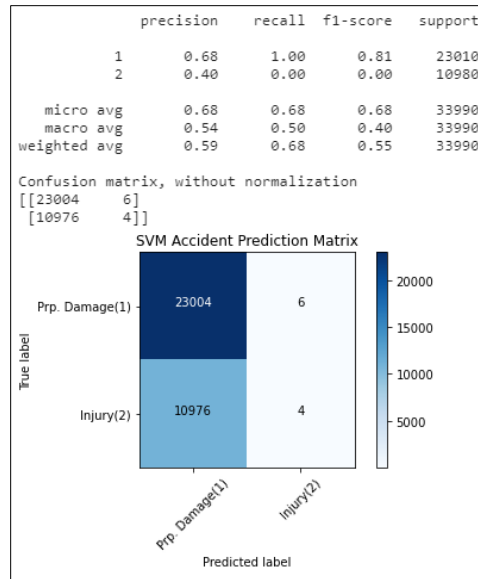 precision recall f1-score support
1 0.68 1.00 0.81 23010
2 0.40 0.00 0.00 10980
micro avg 0.68 0.68 0.68 33990
macro avg 0.54 0.50 0.40 33990
weighted avg 0.59 0.68 0.55 33990
Confusion matrix, without normalization
[[23004 6]
[10976 4]]
SVM Accident Prediction Matrix
Prp. Damage(1)
23004
6
Injury(2)
10976
4
True label
Prp. Damage(1)
Injury(2)
Predicted label
20000
15000
10000
5000